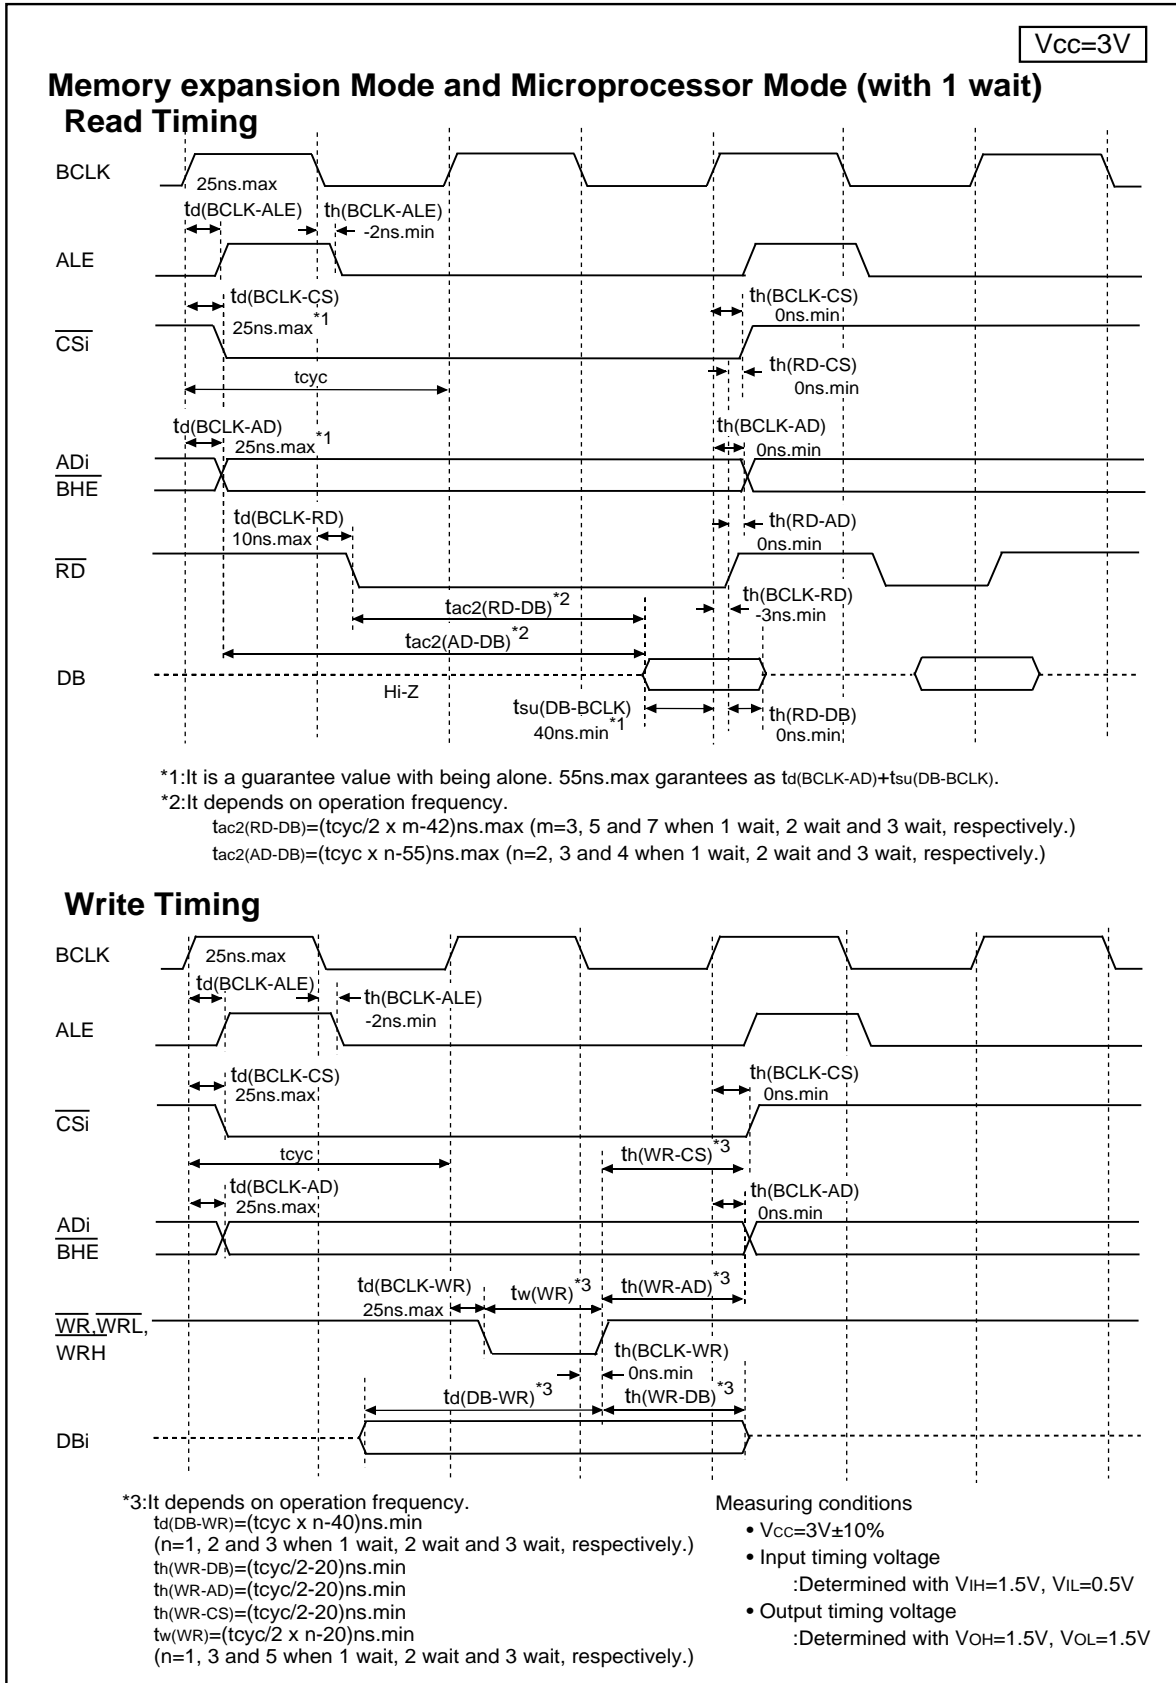 Vcc=3V
Memory expansion Mode and Microprocessor Mode (with 1 wait)
Read Timing
BCLK
25ns.max
td(BCLK-ALE)
th(BCLK-ALE)
-2ns.min
ALE
td(BCLK-CS)
25ns.max*1
th(BCLK-CS)
0ns.min
CSi
th(RD-CS)
0ns.min
tcyc
td(BCLK-AD)
25ns.max*1
th(BCLK-AD)
0ns.min
ADi
BHE
td(BCLK-RD)
10ns.max
th(RD-AD)
0ns.min
RD
th(BCLK-RD)
-3ns.min
tac2(RD-DB)*2
tac2(AD-DB)*2
DB
Hi-Z
tsu(DB-BCLK)
40ns.min*1
th(RD-DB)
0ns.min
*1:It is a guarantee value with being alone. 55ns.max garantees as td(BCLK-AD)+tsu(DB-BCLK).
*2:It depends on operation frequency.
tac2(RD-DB)=(tcyc/2 x m-42)ns.max (m=3, 5 and 7 when 1 wait, 2 wait and 3 wait, respectively.)
tac2(AD-DB)=(tcyc x n-55)ns.max (n=2, 3 and 4 when 1 wait, 2 wait and 3 wait, respectively.)
Write Timing
BCLK
25ns.max
td(BCLK-ALE)
th(BCLK-ALE)
-2ns.min
ALE
td(BCLK-CS)
25ns.max
th(BCLK-CS)
0ns.min
CSi
tcyc
th(WR-CS)*3
td(BCLK-AD)
25ns.max
th(BCLK-AD)
0ns.min
ADi
BHE
td(BCLK-WR)
25ns.max
tw(WR)*3
th(WR-AD)*3
WR,WRL,
WRH
th(BCLK-WR)
0ns.min
td(DB-WR)*3
th(WR-DB)*3
DBi
*3:It depends on operation frequency.
td(DB-WR)=(tcyc x n-40)ns.min
(n=1, 2 and 3 when 1 wait, 2 wait and 3 wait, respectively.)
th(WR-DB)=(tcyc/2-20)ns.min
th(WR-AD)=(tcyc/2-20)ns.min
th(WR-CS)=(tcyc/2-20)ns.min
tw(WR)=(tcyc/2 x n-20)ns.min
(n=1, 3 and 5 when 1 wait, 2 wait and 3 wait, respectively.)
Measuring conditions
• VCC=3V±10%
• Input timing voltage
:Determined with VIH=1.5V, VIL=0.5V
• Output timing voltage
:Determined with VOH=1.5V, VOL=1.5V